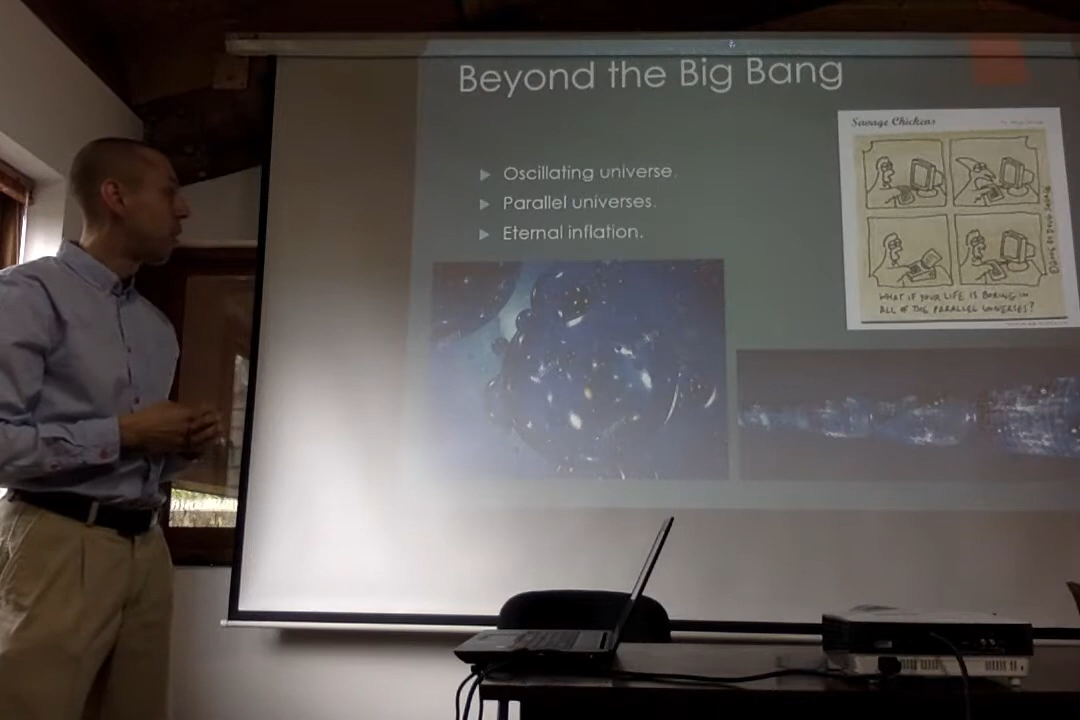 Beyond the Big Bang
Oscillating universe.
Parallel universes.
Eternal inflation.
Savage Chickens
WHAT IF YOUR LIFE IS BORING IN
ALL OF THE PARALLEL UNIVERSES?